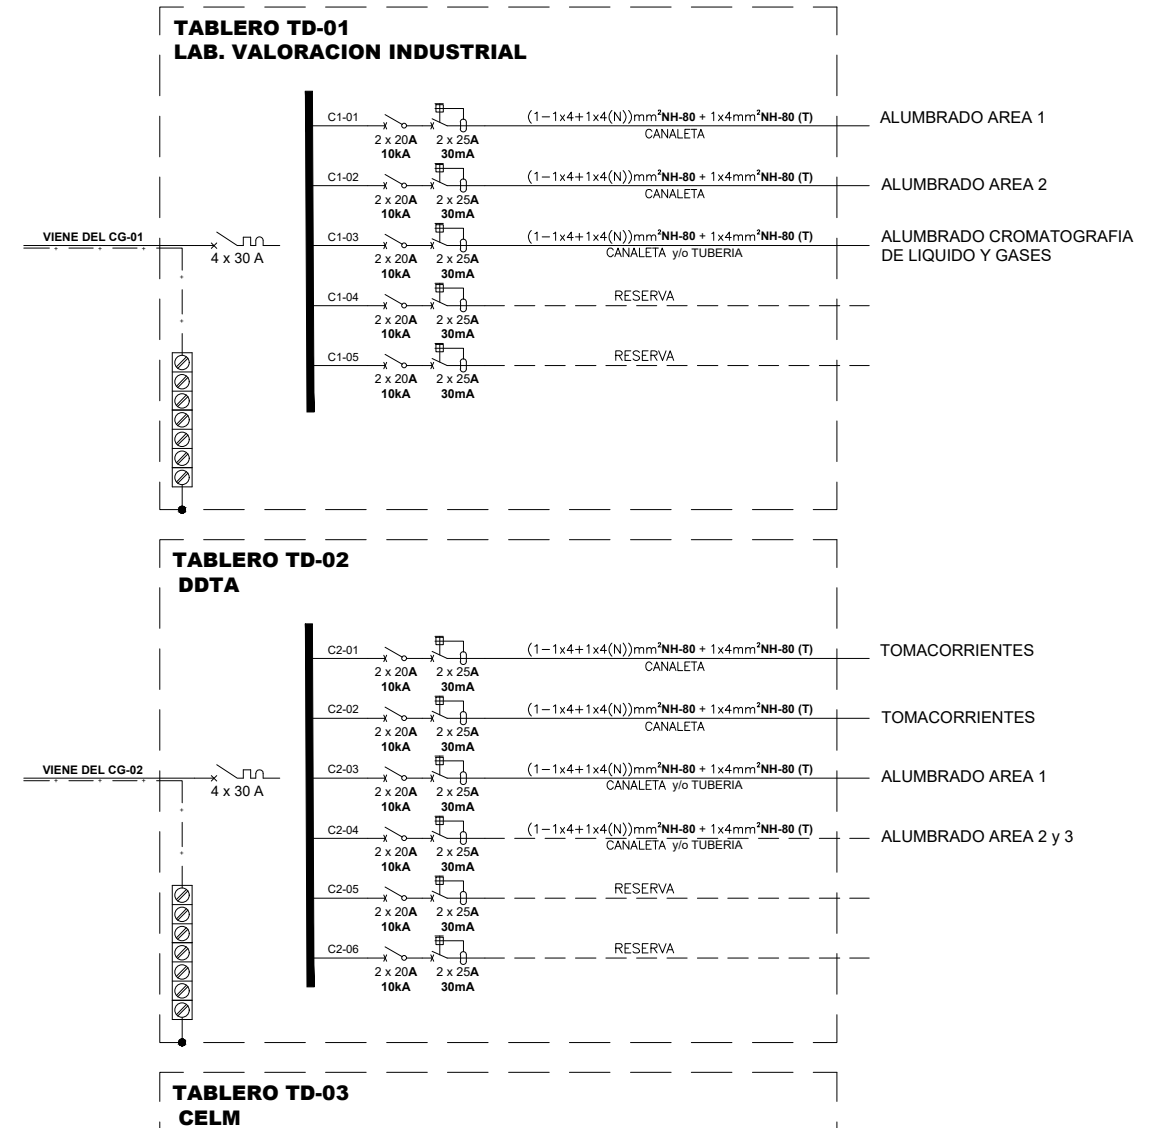 TABLERO TD-01
LAB. VALORACION INDUSTRIAL
C1-01
2 x 20A
10kA
2 x 25A
30mA
(1-1x4+1x4(N))mm²NH-80 + 1x4mm²NH-80 (T)
CANALETA
ALUMBRADO AREA 1
C1-02
2 x 20A
10kA
2 x 25A
30mA
(1-1x4+1x4(N))mm²NH-80 + 1x4mm²NH-80 (T)
CANALETA
ALUMBRADO AREA 2
VIENE DEL CG-01
4 x 30 A
C1-03
2 x 20A
10kA
2 x 25A
30mA
(1-1x4+1x4(N))mm²NH-80 + 1x4mm²NH-80 (T)
CANALETA y/o TUBERIA
ALUMBRADO CROMATOGRAFIA
DE LIQUIDO Y GASES
C1-04
2 x 20A
10kA
2 x 25A
30mA
RESERVA
C1-05
2 x 20A
10kA
2 x 25A
30mA
RESERVA
TABLERO TD-02
DDTA
C2-01
2 x 20A
10kA
2 x 25A
30mA
(1-1x4+1x4(N))mm²NH-80 + 1x4mm²NH-80 (T)
CANALETA
TOMACORRIENTES
C2-02
2 x 20A
10kA
2 x 25A
30mA
(1-1x4+1x4(N))mm²NH-80 + 1x4mm²NH-80 (T)
CANALETA
TOMACORRIENTES
VIENE DEL CG-02
4 x 30 A
C2-03
2 x 20A
10kA
2 x 25A
30mA
(1-1x4+1x4(N))mm²NH-80 + 1x4mm²NH-80 (T)
CANALETA y/o TUBERIA
ALUMBRADO AREA 1
C2-04
2 x 20A
10kA
2 x 25A
30mA
(1-1x4+1x4(N))mm²NH-80 + 1x4mm²NH-80 (T)
CANALETA y/o TUBERIA
ALUMBRADO AREA 2 y 3
C2-05
2 x 20A
10kA
2 x 25A
30mA
RESERVA
C2-06
2 x 20A
10kA
2 x 25A
30mA
RESERVA
TABLERO TD-03
CELM